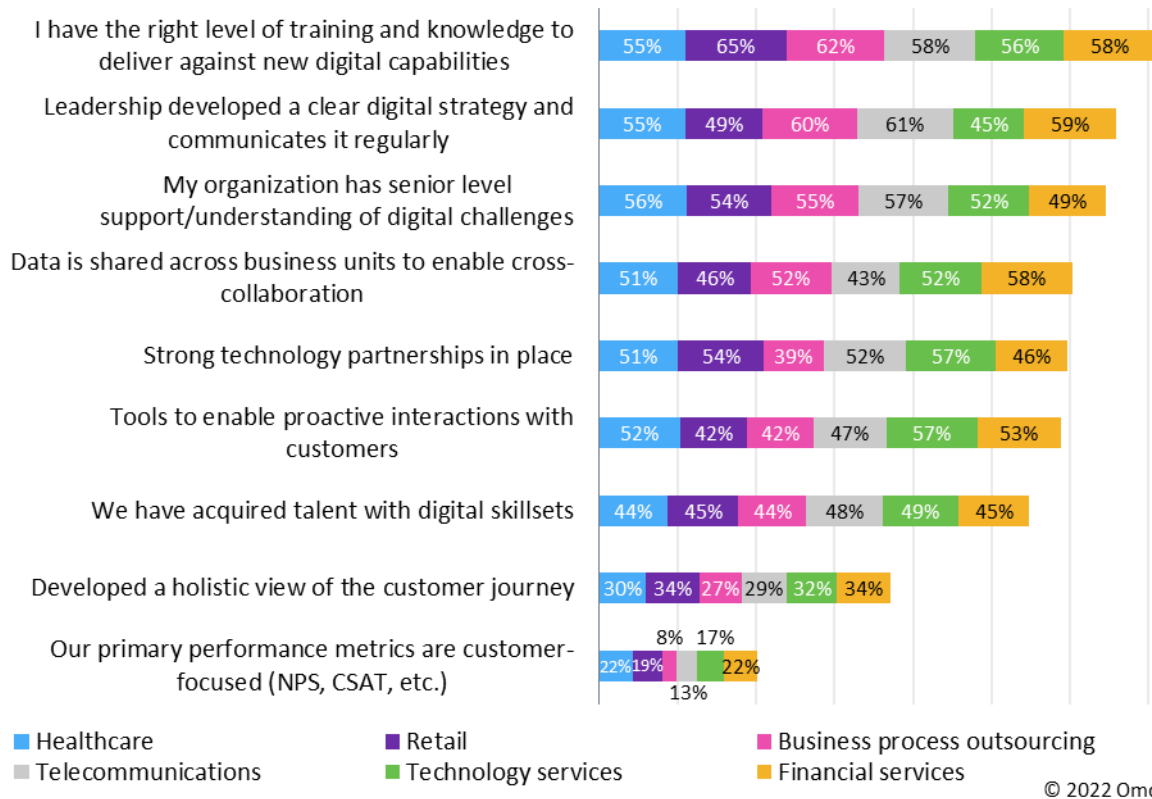 I have the right level of training and knowledge to
deliver against new digital capabilities
55% 65% 62% 58% 56% 58%
Leadership developed a clear digital strategy and
communicates it regularly
55% 49% 60% 61% 45% 59%
My organization has senior level
support/understanding of digital challenges
56% 54% 55% 57% 52% 49%
Data is shared across business units to enable cross-
collaboration
51% 46% 52% 43% 52% 58%
Strong technology partnerships in place
51% 54% 39% 52% 57% 46%
Tools to enable proactive interactions with
customers
52% 42% 42% 47% 57% 53%
We have acquired talent with digital skillsets
44% 45% 44% 48% 49% 45%
Developed a holistic view of the customer journey
30% 34% 27% 29% 32% 34%
Our primary performance metrics are customer-
focused (NPS, CSAT, etc.)
22% 19% 8% 13% 17% 22%
Healthcare
Retail
Business process outsourcing
Telecommunications
Technology services
Financial services
© 2022